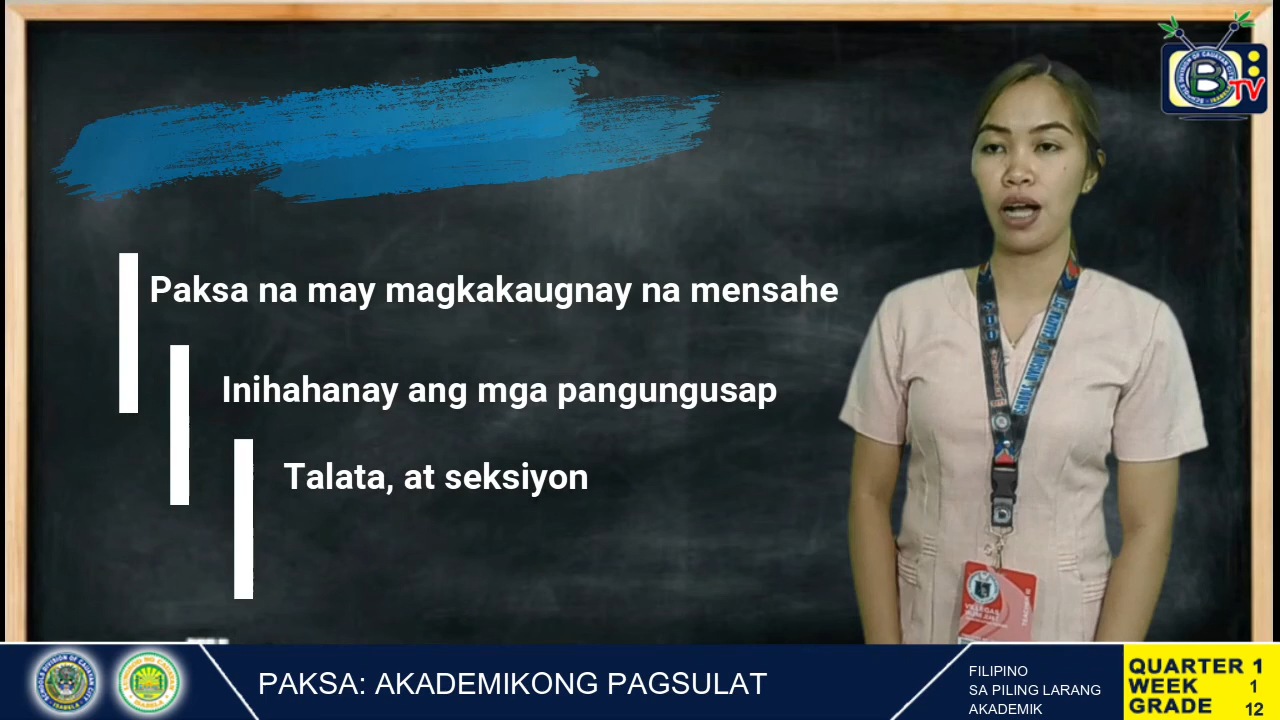 B
TV
Paksa na may magkakaugnay na mensahe
Inihahanay ang mga pangungusap
Talata, at seksiyon
PAKSA: AKADEMIKONG PAGSULAT
FILIPINO
SA PILING LARANG
AKADEMIK
QUARTER 1
WEEK 1
GRADE 12